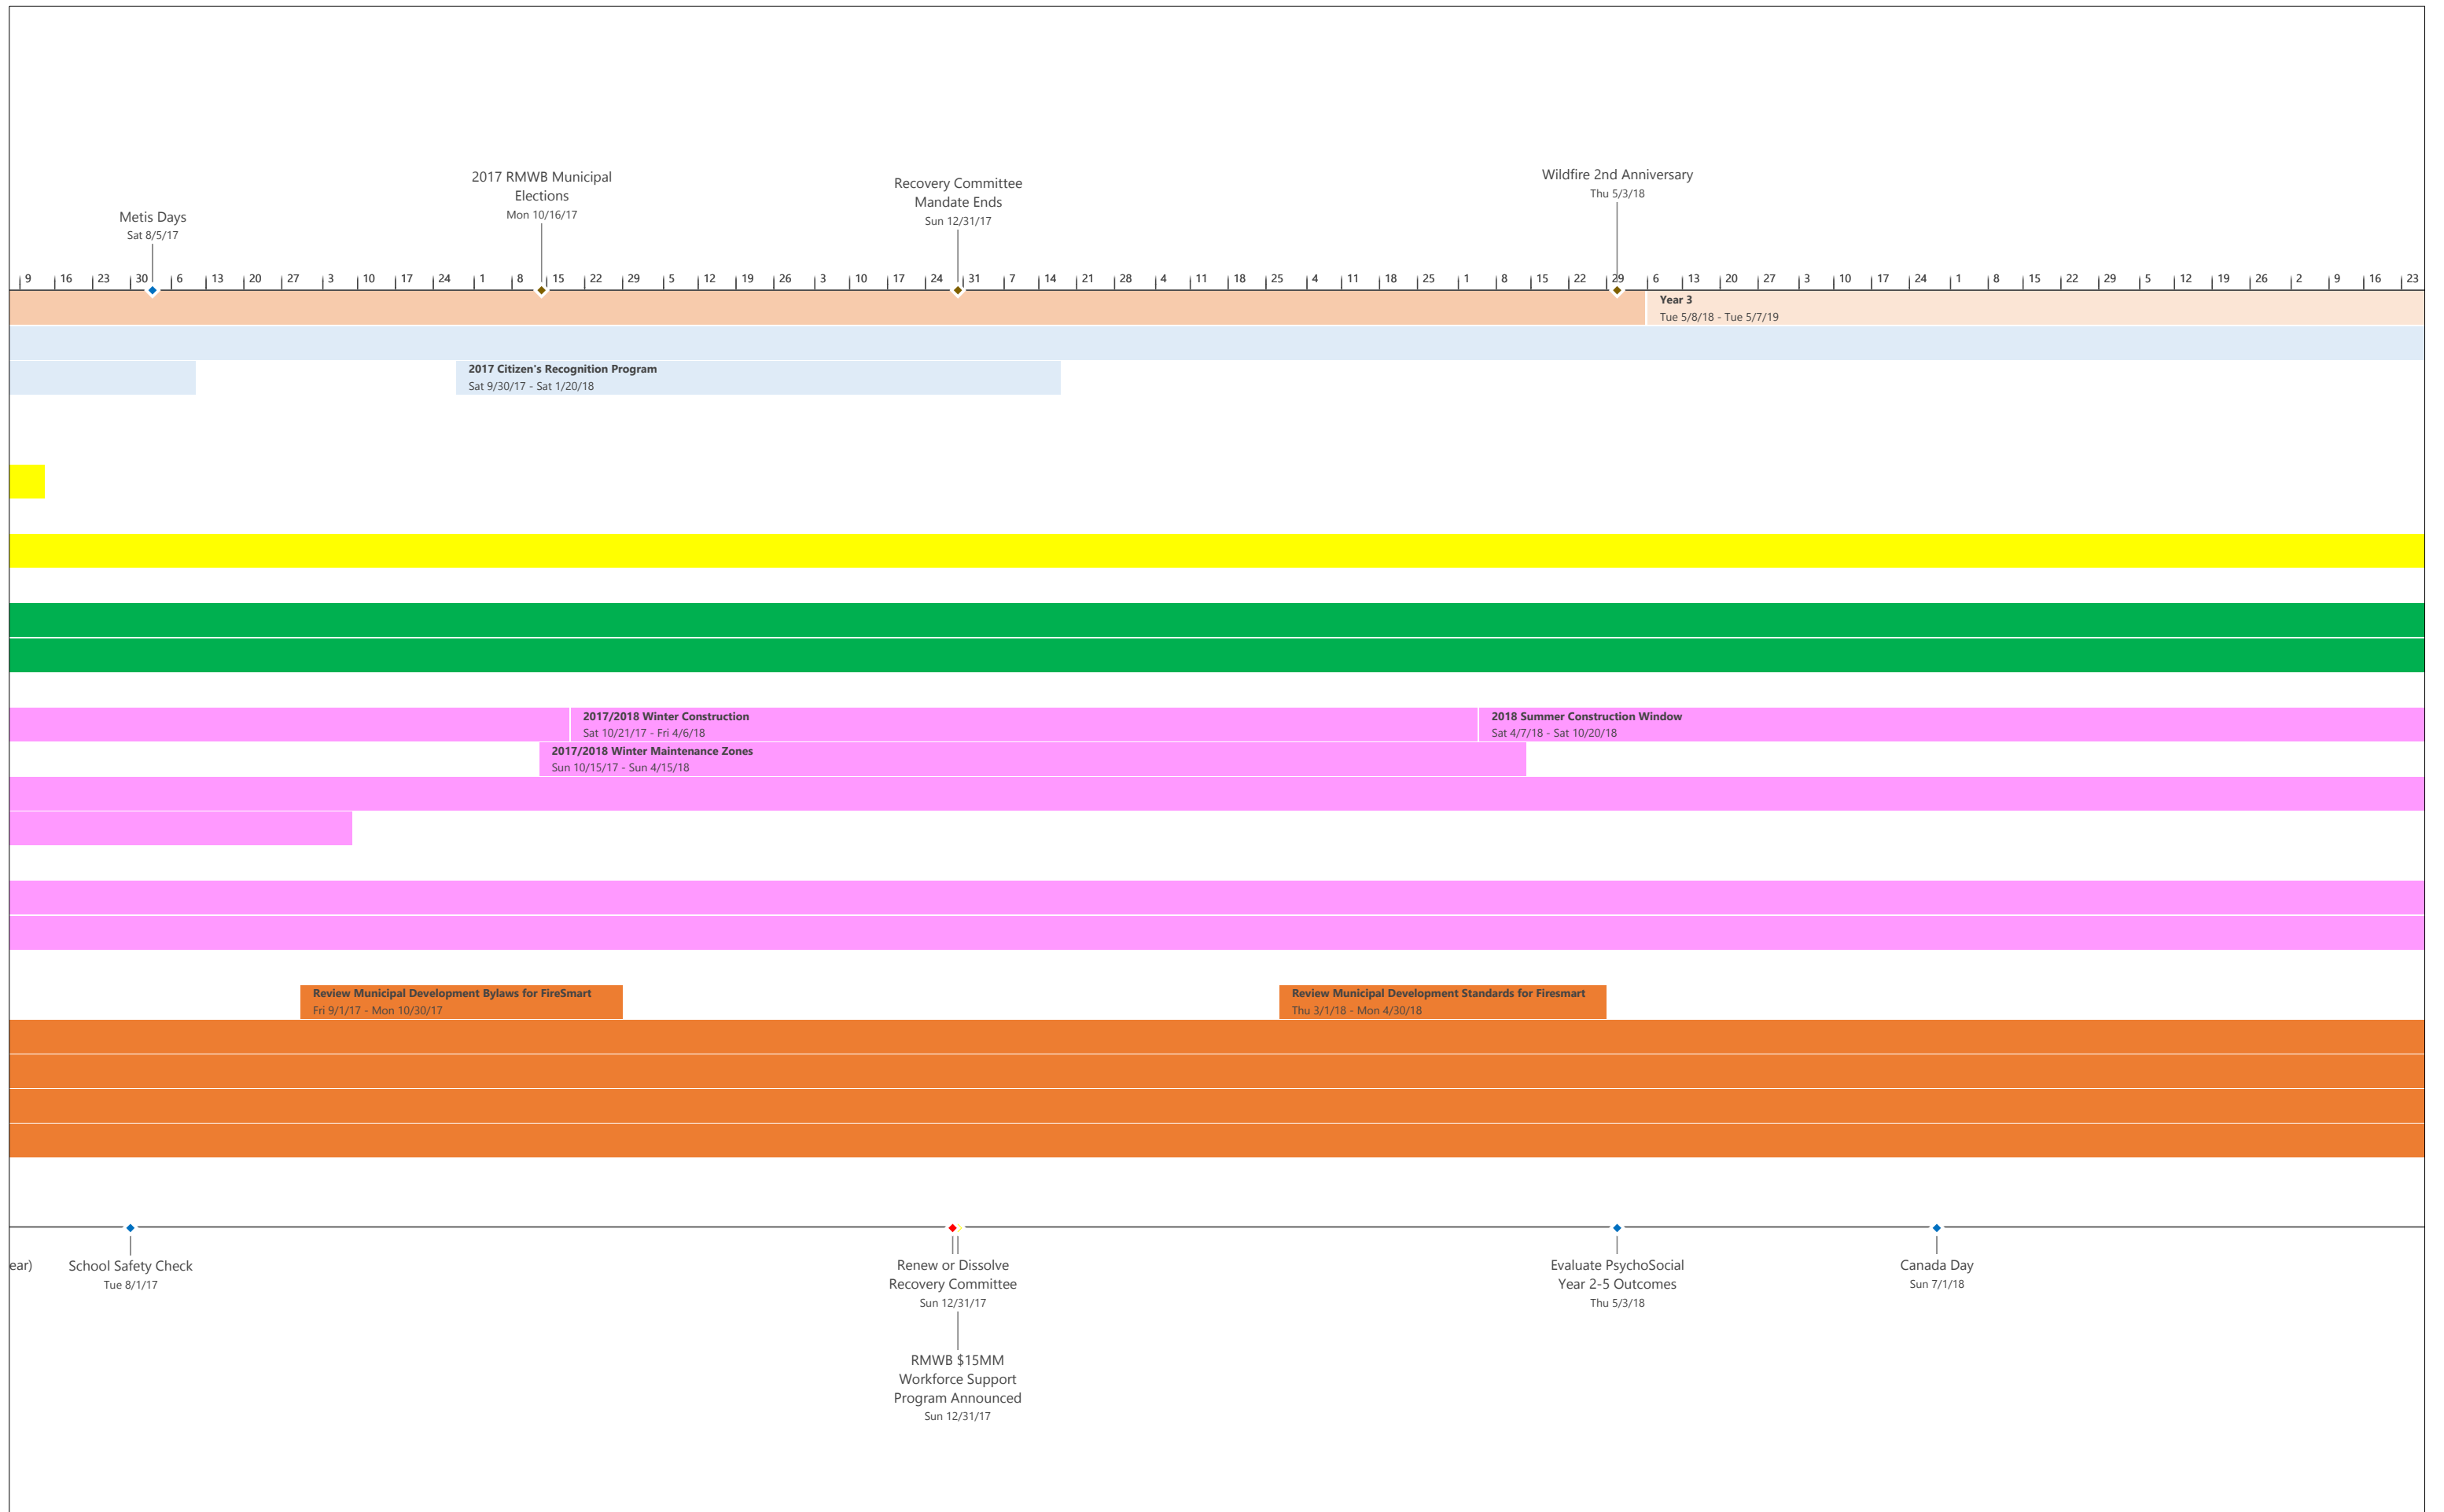 2017 RMWB Municipal
Elections
Mon 10/16/17
Recovery Committee
Mandate Ends
Sun 12/31/17
Wildfire 2nd Anniversary
Thu 5/3/18
Metis Days
Sat 8/5/17
9 16 23 30 6 13 20 27 3 10 17 24 1 8 15 22 29 5 12 19 26 3 10 17 24 31 7 14 21 28 4 11 18 25 4 11 18 25 1 8 15 22 29 6 13 20 27 3 10 17 24 1 8 15 22 29 5 12 19 26 2 9 16 23
Year 3
Tue 5/8/18 - Tue 5/7/19
2017 Citizen's Recognition Program
Sat 9/30/17 - Sat 1/20/18
2017/2018 Winter Construction
Sat 10/21/17 - Fri 4/6/18
2018 Summer Construction Window
Sat 4/7/18 - Sat 10/20/18
2017/2018 Winter Maintenance Zones
Sun 10/15/17 - Sun 4/15/18
Review Municipal Development Bylaws for FireSmart
Fri 9/1/17 - Mon 10/30/17
Review Municipal Development Standards for Firesmart
Thu 3/1/18 - Mon 4/30/18
ear)
School Safety Check
Tue 8/1/17
Renew or Dissolve
Recovery Committee
Sun 12/31/17
Evaluate PsychoSocial
Year 2-5 Outcomes
Thu 5/3/18
Canada Day
Sun 7/1/18
RMWB $15MM
Workforce Support
Program Announced
Sun 12/31/17